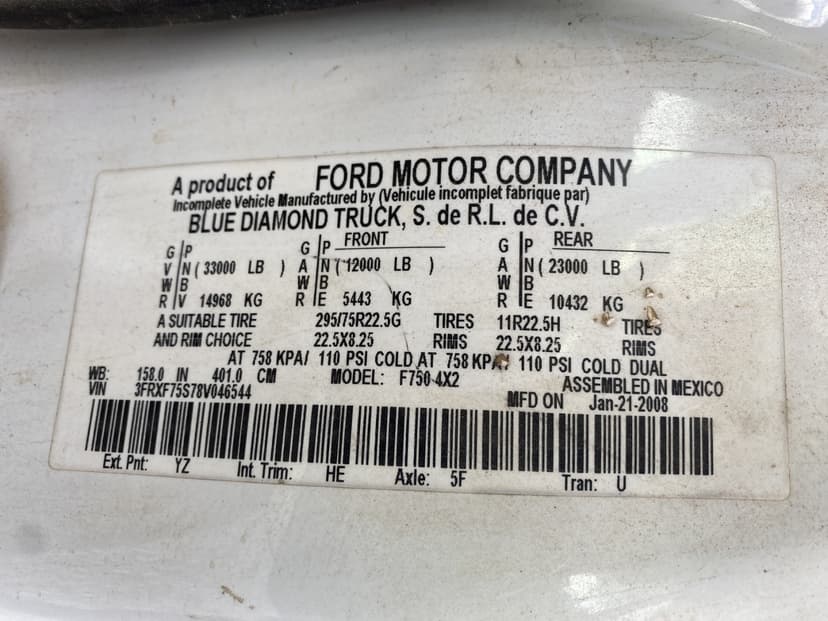 A product of FORD MOTOR COMPANY
Incomplete Vehicle Manufactured by (Vehicule incomplet fabrique par)
BLUE DIAMOND TRUCK, S. de R.L. de C.V.
FRONT REAR
G P G P G P
V N ( 33000 LB ) A N ( 12000 LB ) A N ( 23000 LB )
W B W B W B
R V 14968 KG R E 5443 KG R E 10432 KG
A SUITABLE TIRE 295/75R22.5G TIRES 11R22.5H TIRES
AND RIM CHOICE 22.5X8.25 RIMS 22.5X8.25 RIMS
AT 758 KPA/ 110 PSI COLD AT 758 KPA/ 110 PSI COLD DUAL
WB: 158.0 IN 401.0 CM MODEL: F750 4X2 ASSEMBLED IN MEXICO
VIN 3FRXF75S78V046544 MFD ON Jan-21-2008
Ext. Pnt: YZ Int. Trim: HE Axle: 5F Tran: U